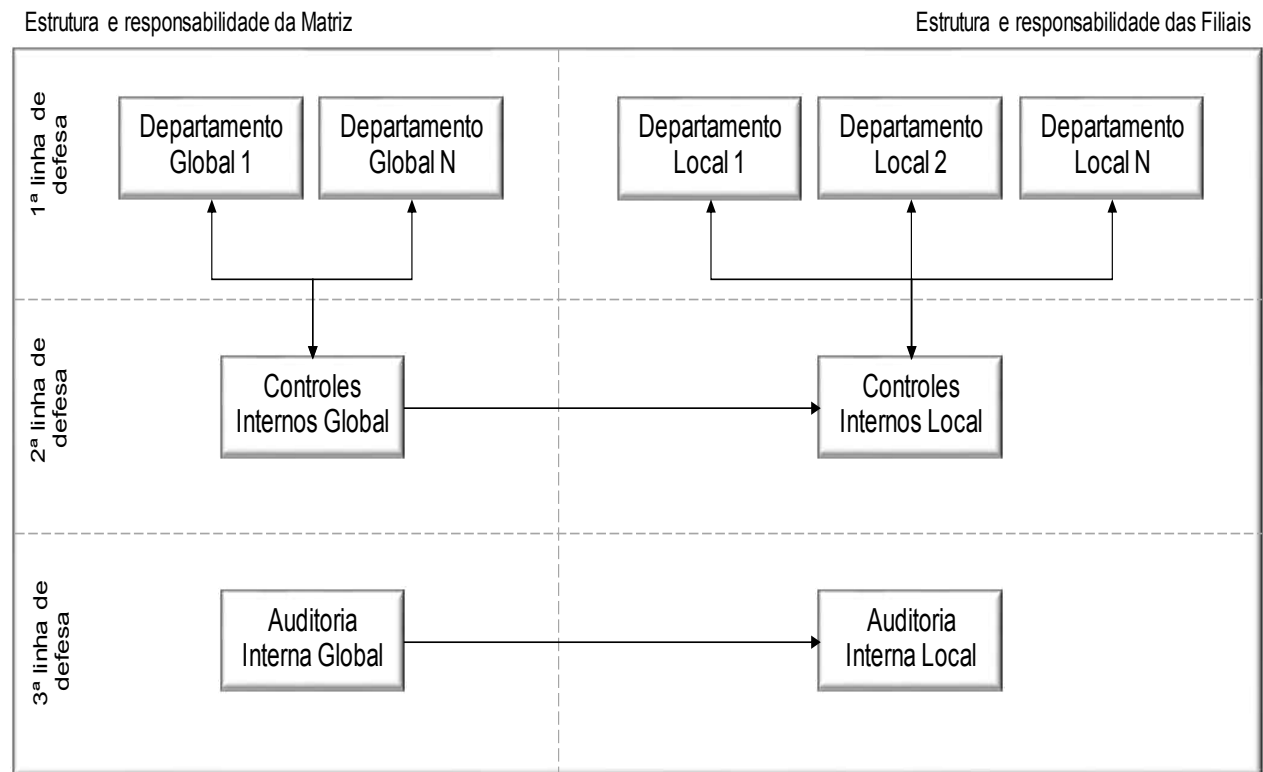 Estrutura e responsabilidade da Matriz
Estrutura e responsabilidade das Filiais
1ª linha de
defesa
Departamento
Global 1
Departamento
Global N
Departamento
Local 1
Departamento
Local 2
Departamento
Local N
2ª linha de
defesa
Controles
Internos Global
Controles
Internos Local
3ª linha de
defesa
Auditoria
Interna Global
Auditoria
Interna Local